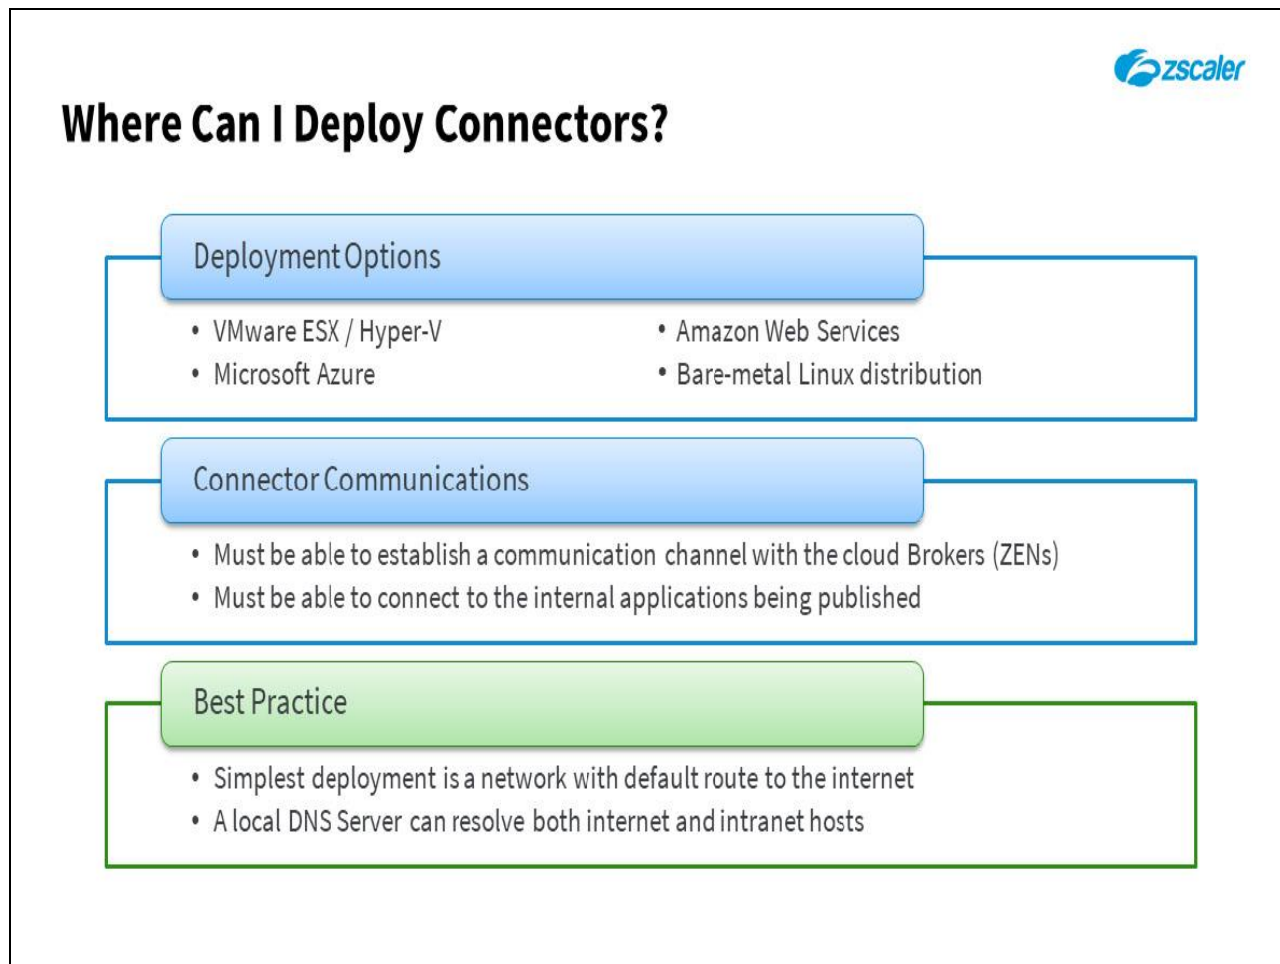 zscaler
Where Can I Deploy Connectors?
Deployment Options
• VMware ESX / Hyper-V
• Microsoft Azure
• Amazon Web Services
• Bare-metal Linux distribution
Connector Communications
• Must be able to establish a communication channel with the cloud Brokers (ZENs)
• Must be able to connect to the internal applications being published
Best Practice
• Simplest deployment is a network with default route to the internet
• A local DNS Server can resolve both internet and intranet hosts